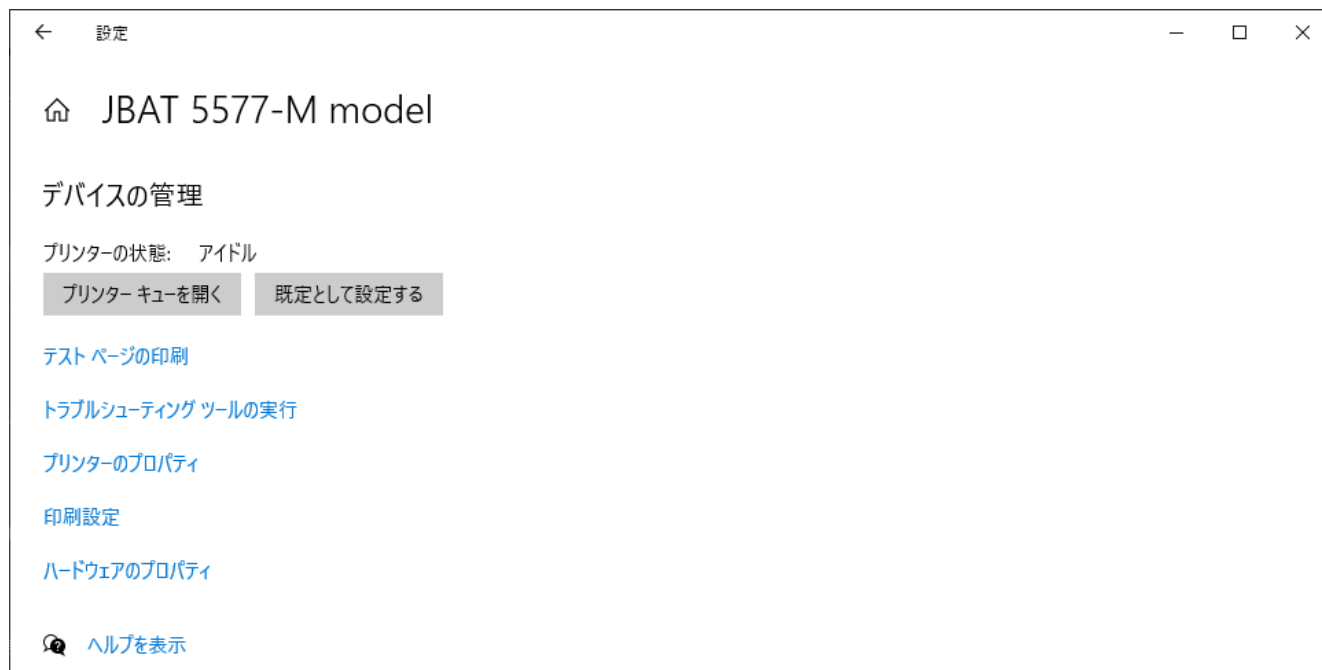 設定
JBAT 5577-M model
デバイスの管理
プリンターの状態: アイドル
プリンター キューを開く 既定として設定する
テスト ページの印刷
トラブルシューティング ツールの実行
プリンターのプロパティ
印刷設定
ハードウェアのプロパティ
ヘルプを表示